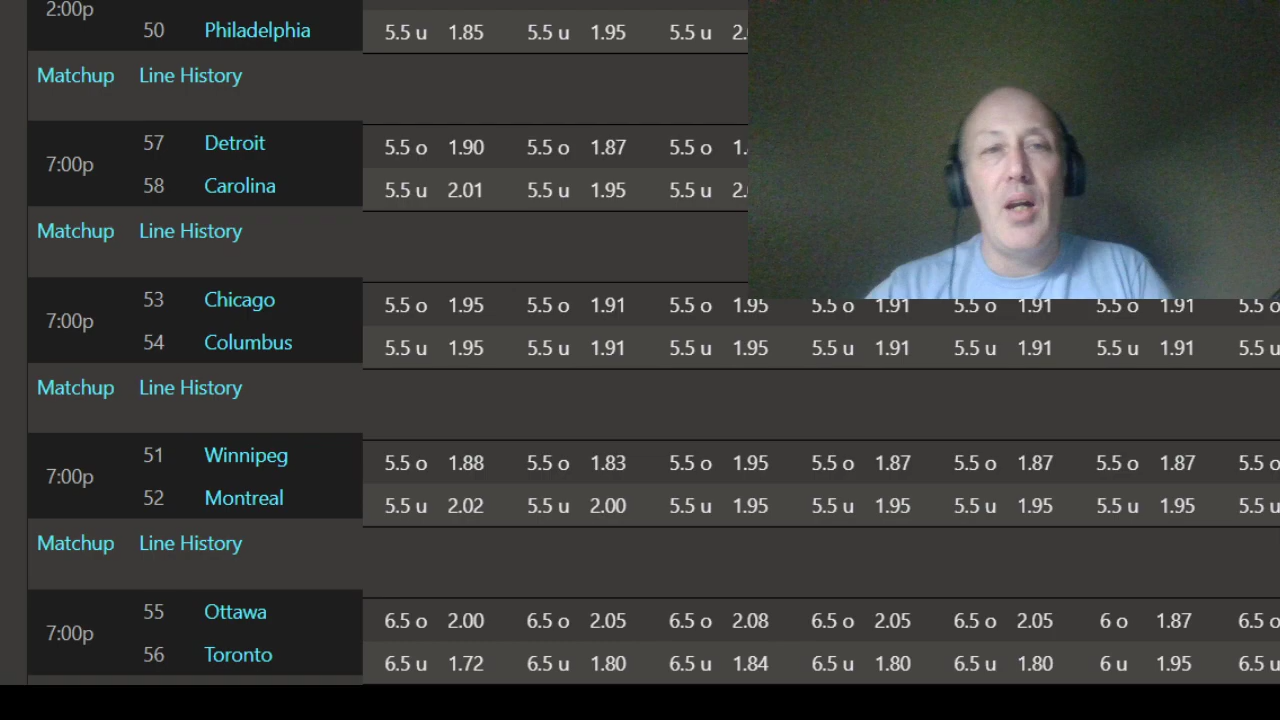 2:00p
50 Philadelphia 5.5 u 1.85 5.5 u 1.95 5.5 u 2.
Matchup Line History
7:00p
57 Detroit 5.5 o 1.90 5.5 o 1.87 5.5 o 1.
58 Carolina 5.5 u 2.01 5.5 u 1.95 5.5 u 2.
Matchup Line History
7:00p
53 Chicago 5.5 o 1.95 5.5 o 1.91 5.5 o 1.95 5.5 o 1.91 5.5 o 1.91 5.5 o 1.91 5.5 o
54 Columbus 5.5 u 1.95 5.5 u 1.91 5.5 u 1.95 5.5 u 1.91 5.5 u 1.91 5.5 u 1.91 5.5 u
Matchup Line History
7:00p
51 Winnipeg 5.5 o 1.88 5.5 o 1.83 5.5 o 1.95 5.5 o 1.87 5.5 o 1.87 5.5 o 1.87 5.5 o
52 Montreal 5.5 u 2.02 5.5 u 2.00 5.5 u 1.95 5.5 u 1.95 5.5 u 1.95 5.5 u 1.95 5.5 u
Matchup Line History
7:00p
55 Ottawa 6.5 o 2.00 6.5 o 2.05 6.5 o 2.08 6.5 o 2.05 6.5 o 2.05 6 o 1.87 6.5 o
56 Toronto 6.5 u 1.72 6.5 u 1.80 6.5 u 1.84 6.5 u 1.80 6.5 u 1.80 6 u 1.95 6.5 u